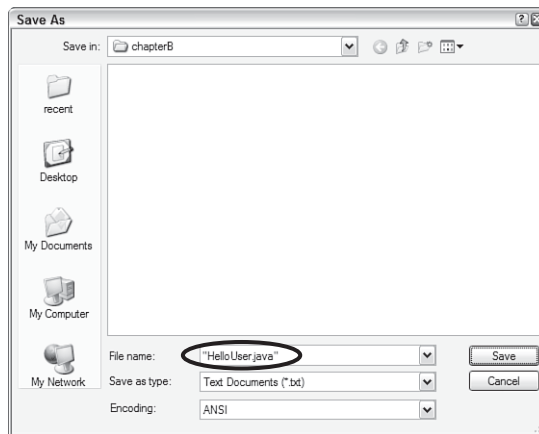 Save As
Save in:
chapterB
recent
Desktop
My Documents
My Computer
My Network
File name:
"HelloUser.java"
Save
Save as type:
Text Documents (*.txt)
Cancel
Encoding:
ANSI